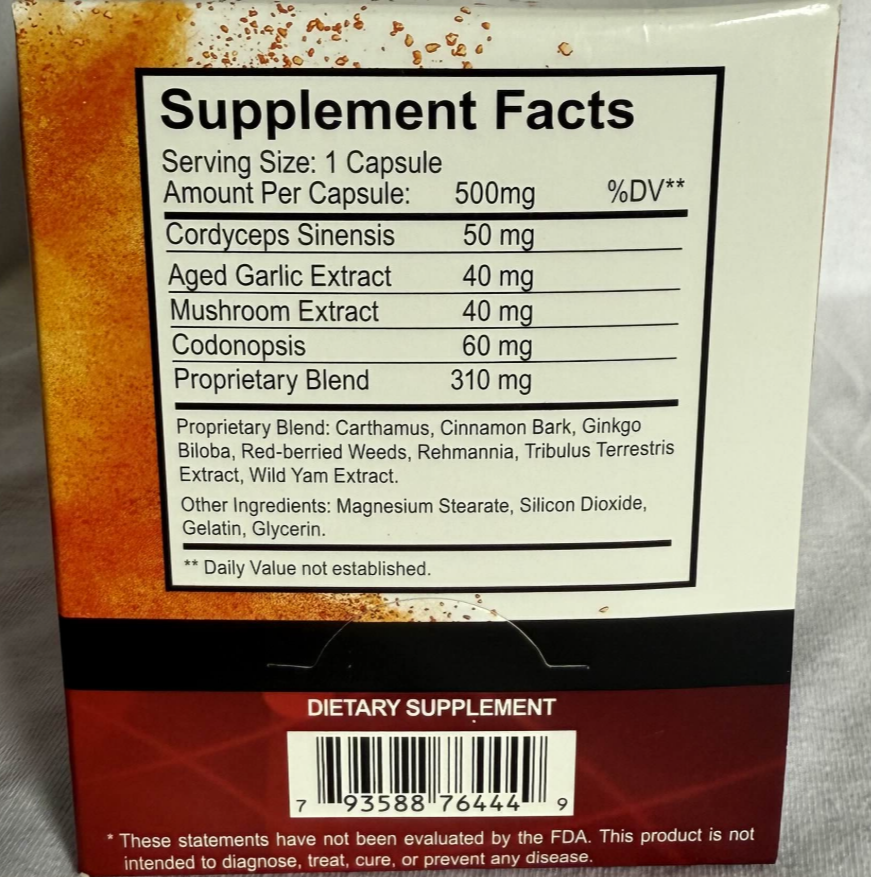 Supplement Facts
Serving Size: 1 Capsule
Amount Per Capsule: 500mg %DV**
Cordyceps Sinensis 50 mg
Aged Garlic Extract 40 mg
Mushroom Extract 40 mg
Codonopsis 60 mg
Proprietary Blend 310 mg
Proprietary Blend: Carthamus, Cinnamon Bark, Ginkgo
Biloba, Red-berried Weeds, Rehmannia, Tribulus Terrestris
Extract, Wild Yam Extract.
Other Ingredients: Magnesium Stearate, Silicon Dioxide,
Gelatin, Glycerin.
** Daily Value not established.
DIETARY SUPPLEMENT
7 93588 76444 9
* These statements have not been evaluated by the FDA. This product is not
intended to diagnose, treat, cure, or prevent any disease.